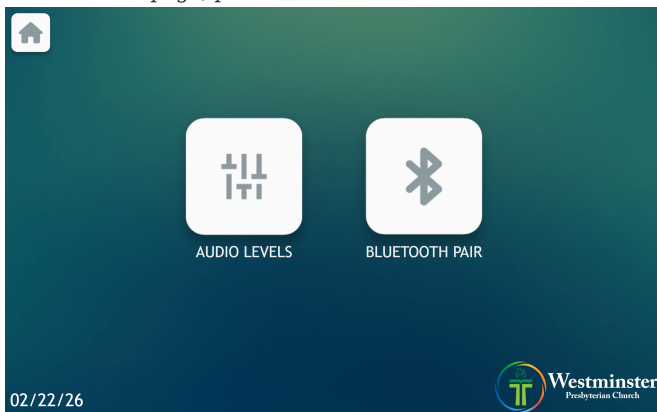 AUDIO LEVELS
BLUETOOTH PAIR
Westminster
Presbyterian Church
02/22/26